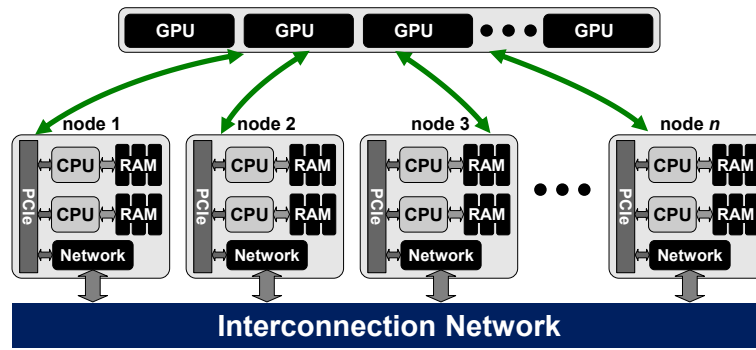 GPU GPU GPU GPU
node 1 node 2 node 3 node n
PCIe CPU RAM PCIe CPU RAM PCIe CPU RAM PCIe CPU RAM
CPU RAM CPU RAM CPU RAM CPU RAM
Network Network Network Network
Interconnection Network